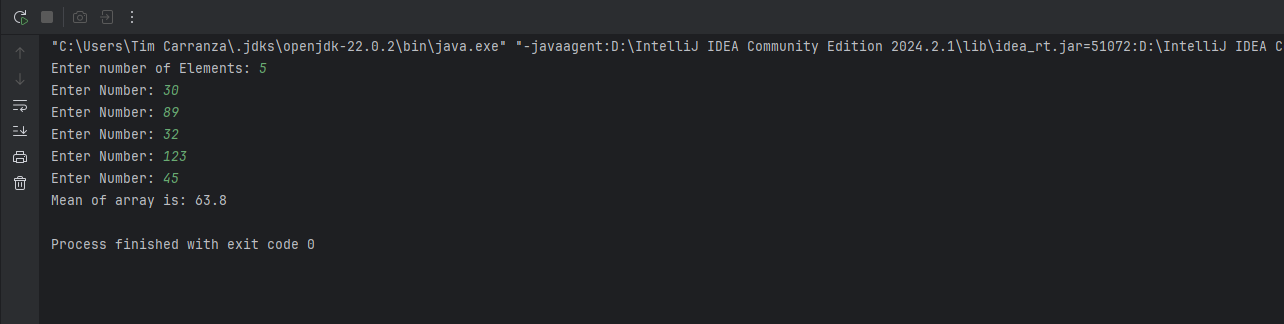 "C:\Users\Tim Carranza\.jdks\openjdk-22.0.2\bin\java.exe" "-javaagent:D:\IntelliJ IDEA Community Edition 2024.2.1\lib\idea_rt.jar=51072:D:\IntelliJ IDEA C
Enter number of Elements: 5
Enter Number: 30
Enter Number: 89
Enter Number: 32
Enter Number: 123
Enter Number: 45
Mean of array is: 63.8
Process finished with exit code 0